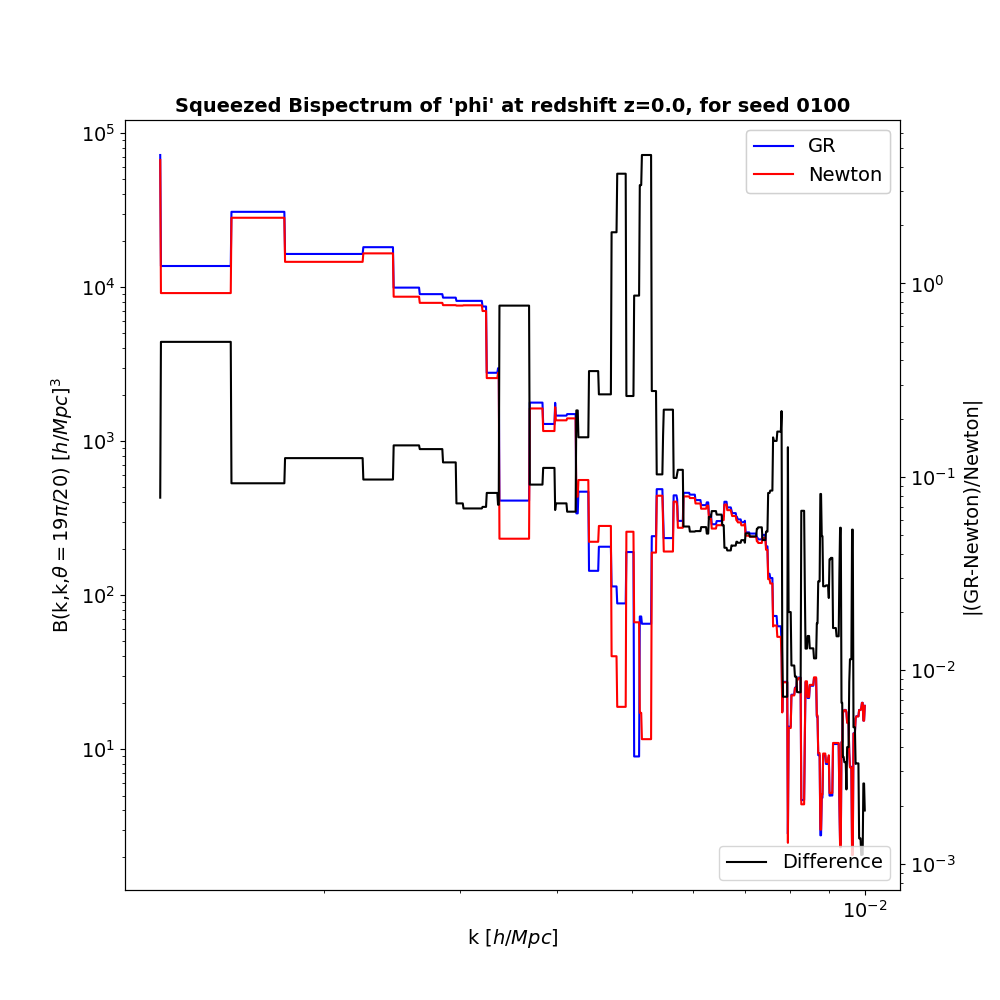 Squeezed Bispectrum of 'phi' at redshift z=0.0, for seed 0100
GR
Newton
10⁵
10⁴
10³
10²
10¹
B(k,k,θ = 19π/20) [h/Mpc]³
10⁰
10⁻¹
10⁻²
10⁻³
|(GR-Newton)/Newton|
Difference
10⁻²
k [h/Mpc]